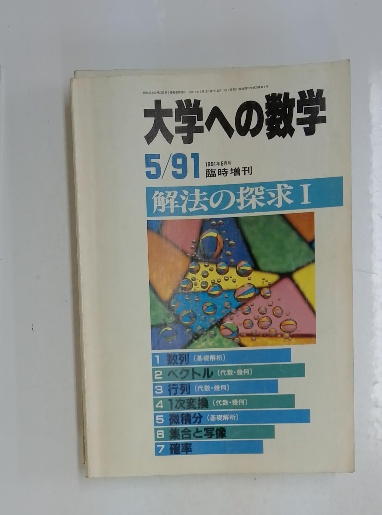 大学への数学
5/91 1991年5月号
臨時増刊
解法の探求Ⅰ
1 数列(基礎解析)
2 ベクトル(代数・幾何)
3 行列(代数・幾何)
4 1次変換(代数・幾何)
5 微積分(基礎解析)
6 集合と写像
7 確率